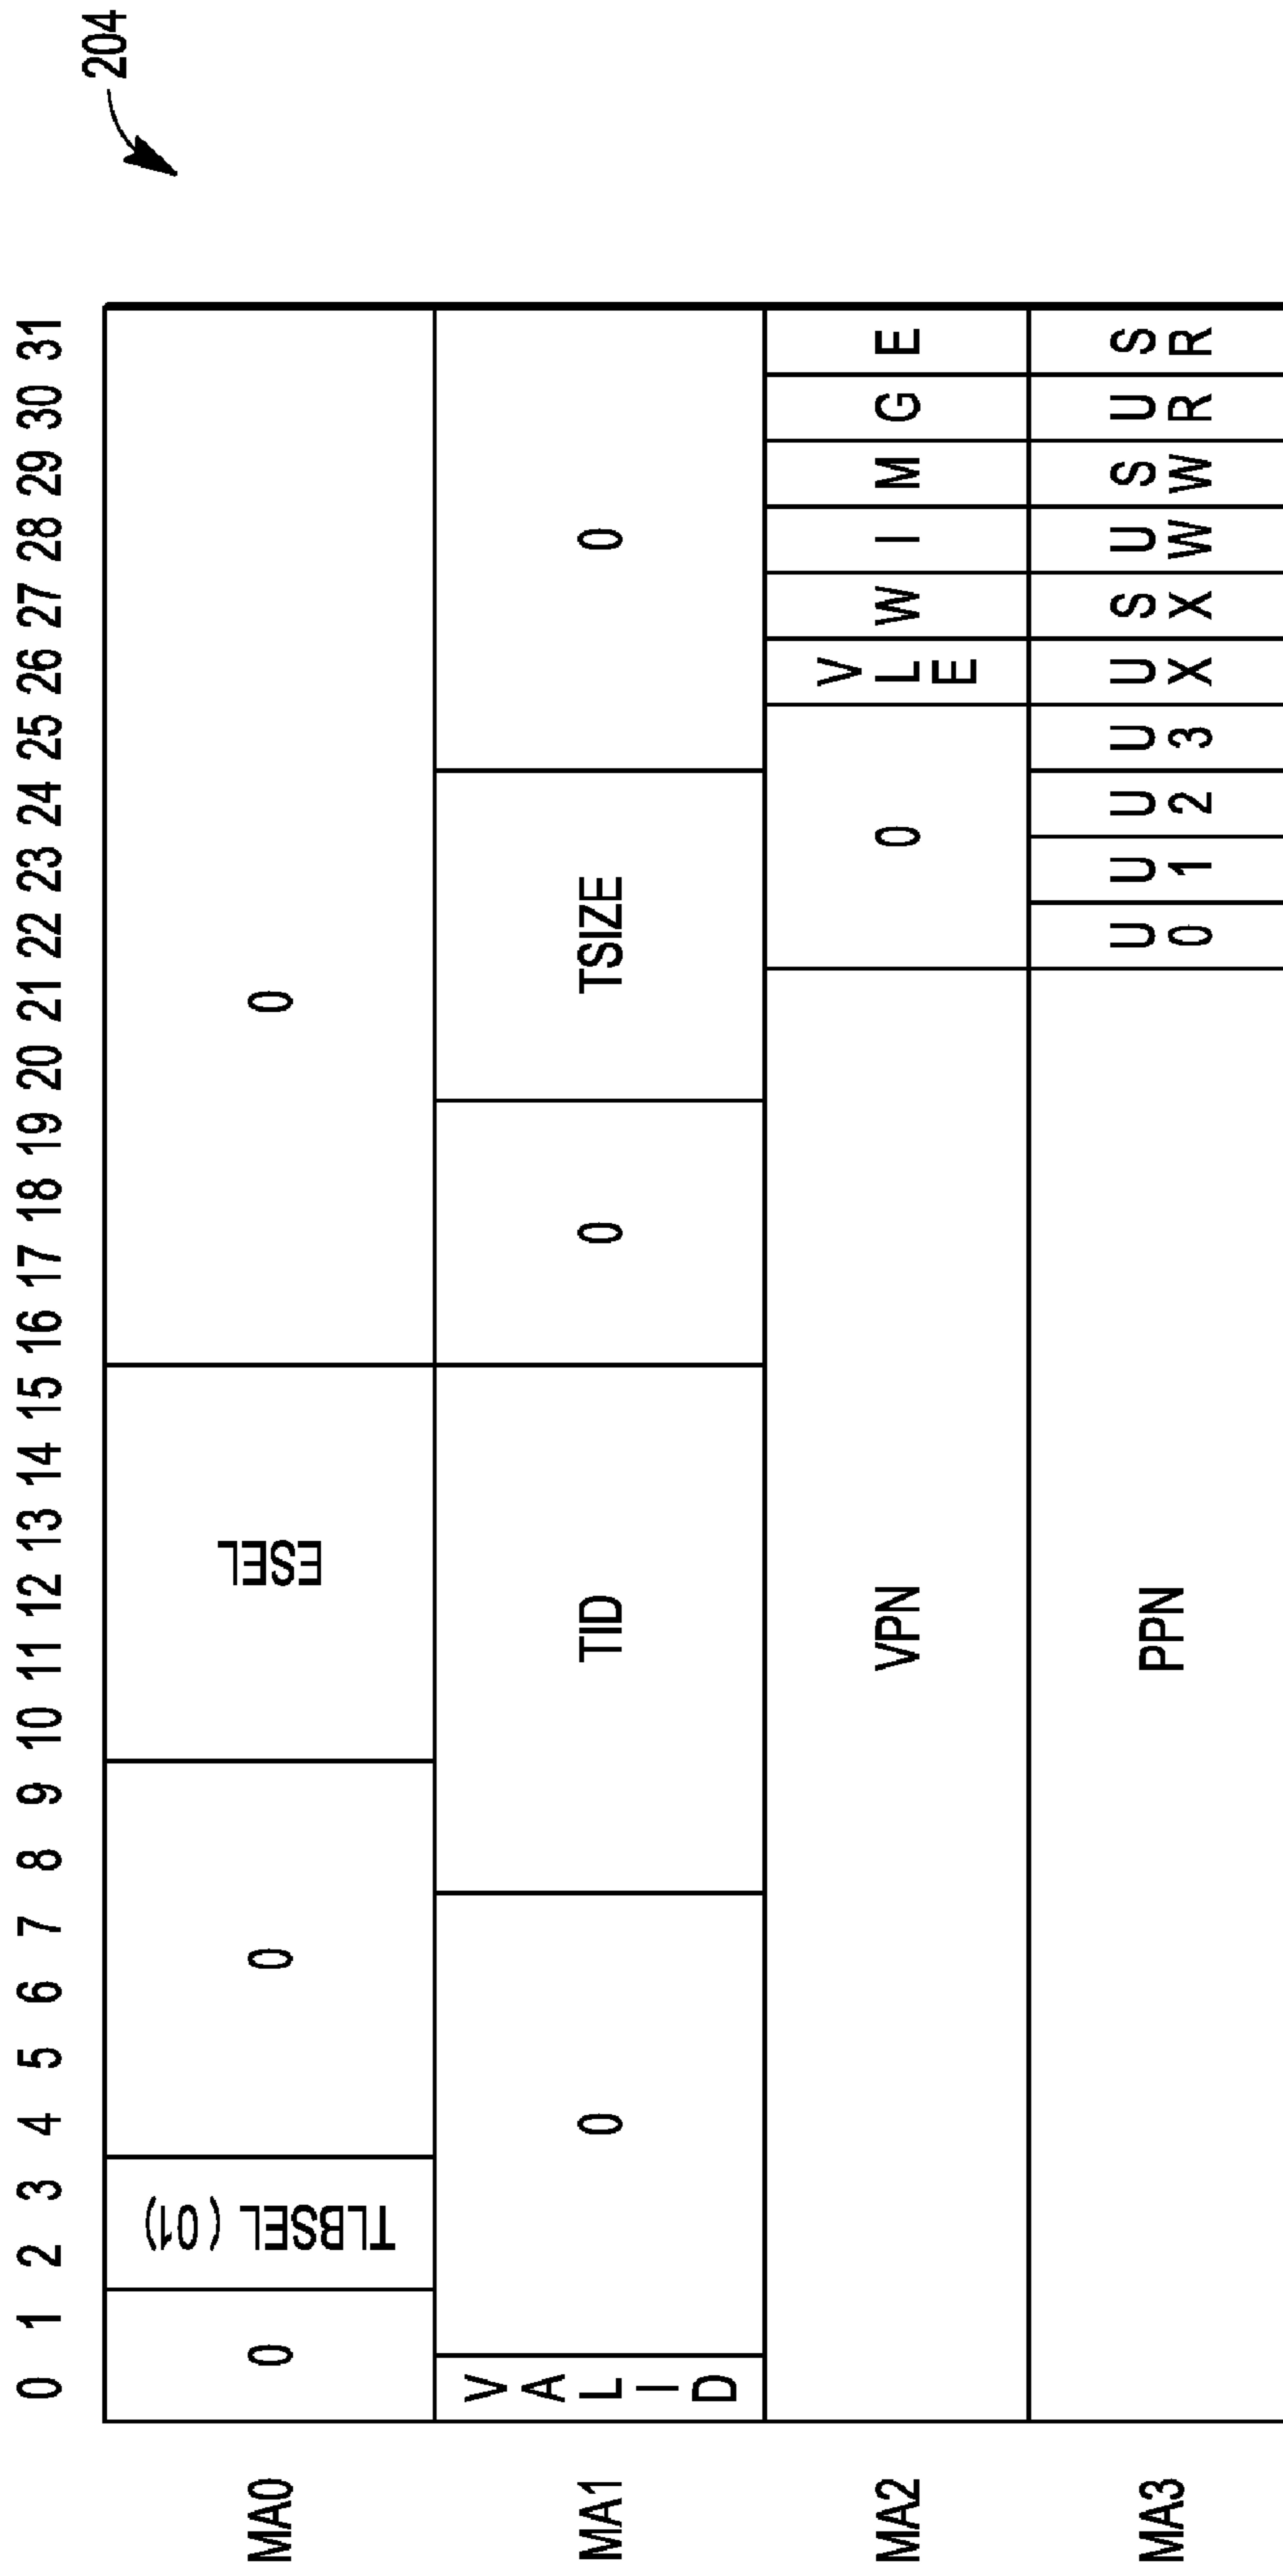 204
0 1 2 3 4 5 6 7 8 9 10 11 12 13 14 15 16 17 18 19 20 21 22 23 24 25 26 27 28 29 30 31
MA0 0 TLBSEL (01) 0 ESEL 0
MA1 VALID 0 TID 0 TSIZE 0
MA2 VPN 0 VLE W I M G E
MA3 PPN U0 U1 U2 U3 UX SX UW SW UR SR